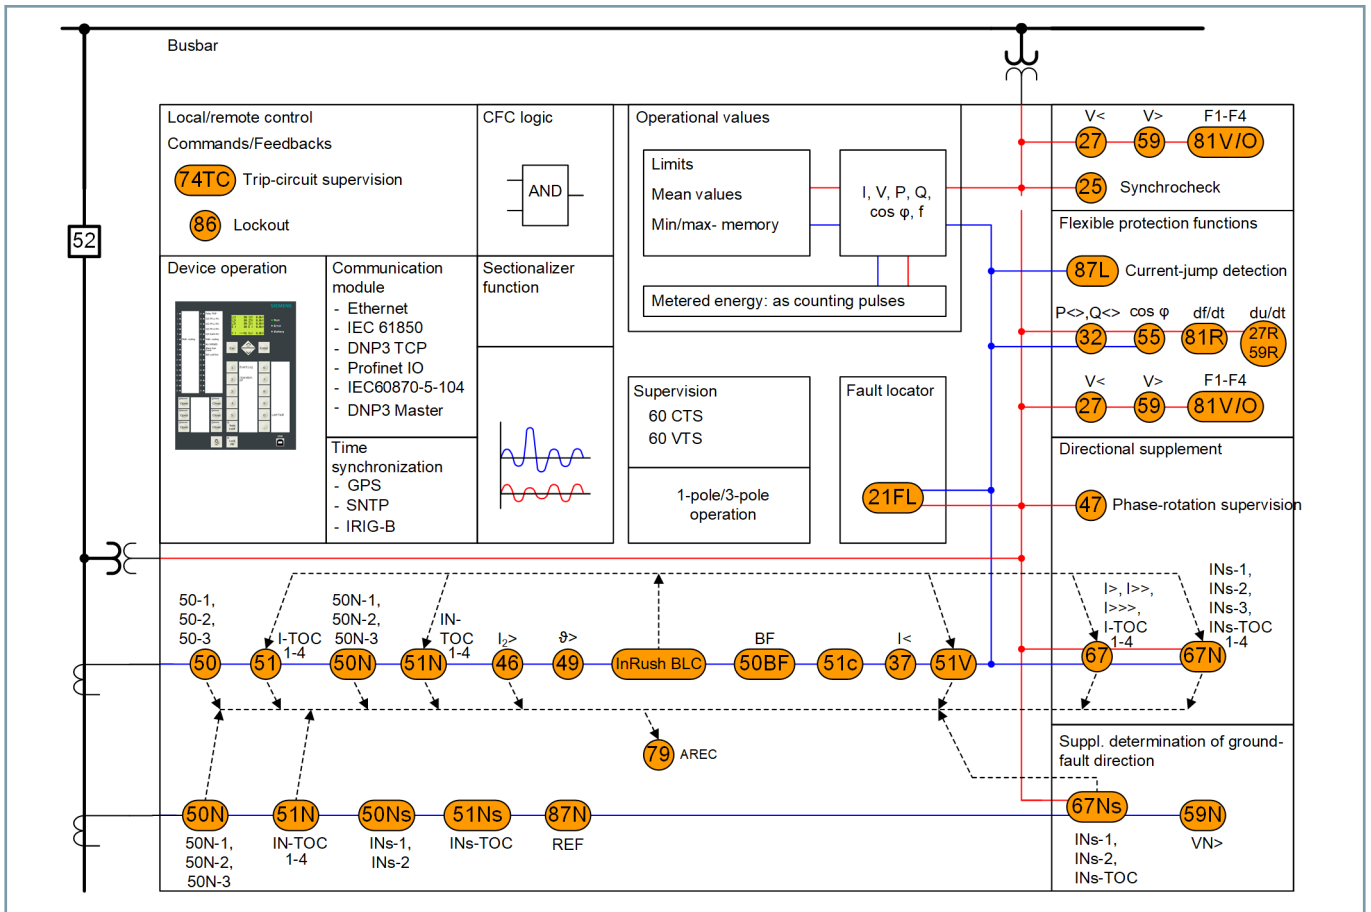 Busbar
52
Local/remote control
Commands/Feedbacks
74TC Trip-circuit supervision
86 Lockout
CFC logic
AND
Operational values
Limits
Mean values
Min/max- memory
I, V, P, Q,
cos φ, f
Metered energy: as counting pulses
V< V> F1-F4
27 59 81V/O
25 Synchrocheck
Flexible protection functions
87L Current-jump detection
P<>,Q<> cos φ df/dt du/dt
32 55 81R 27R
59R
V< V> F1-F4
27 59 81V/O
Device operation
SIEMENS
Communication
module
- Ethernet
- IEC 61850
- DNP3 TCP
- Profinet IO
- IEC60870-5-104
- DNP3 Master
Time
synchronization
- GPS
- SNTP
- IRIG-B
Sectionalizer
function
Supervision
60 CTS
60 VTS
1-pole/3-pole
operation
Fault locator
21FL
Directional supplement
47 Phase-rotation supervision
50-1,
50-2,
50-3
50
I-TOC
1-4
51
50N-1,
50N-2,
50N-3
50N
IN-
TOC
1-4
51N
I2>
46
ϑ>
49
InRush BLC
BF
50BF
51c
I<
37
51V
I>, I>>,
I>>>,
I-TOC
1-4
67
INs-1,
INs-2,
INs-3,
INs-TOC
1-4
67N
79 AREC
50N
50N-1,
50N-2,
50N-3
51N
IN-TOC
1-4
50Ns
INs-1,
INs-2
51Ns
INs-TOC
87N
REF
Suppl. determination of ground-
fault direction
67Ns
INs-1,
INs-2,
INs-TOC
59N
VN>